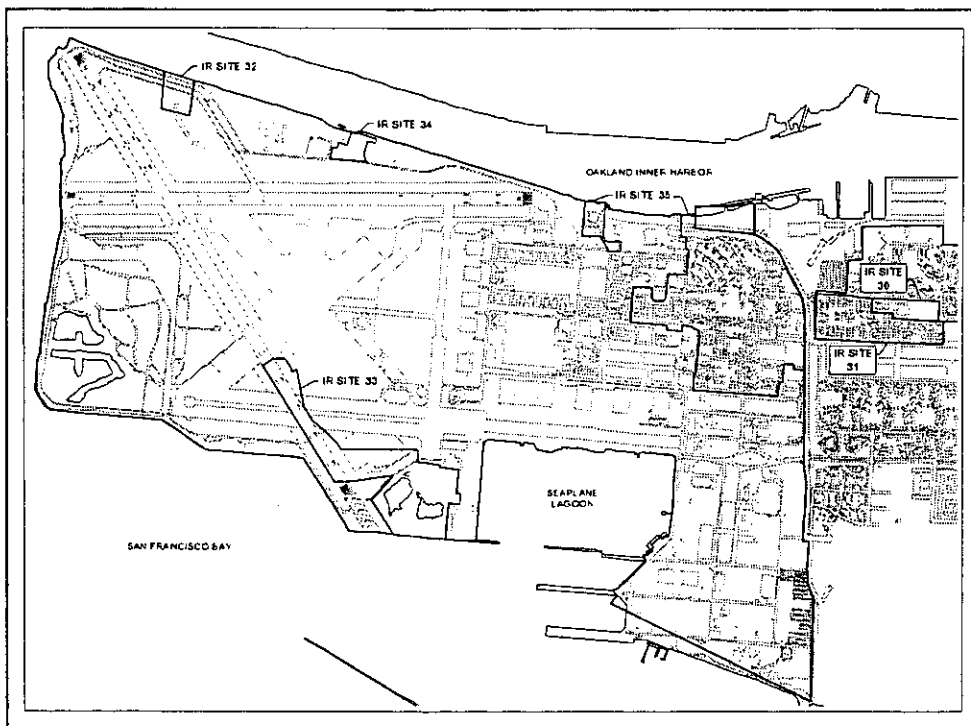 IR SITE 32
IR SITE 34
OAKLAND INNER HARBOR
IR SITE 35
IR SITE
30
IR SITE
31
IR SITE 33
SEAPLANE
LAGOON
SAN FRANCISCO BAY